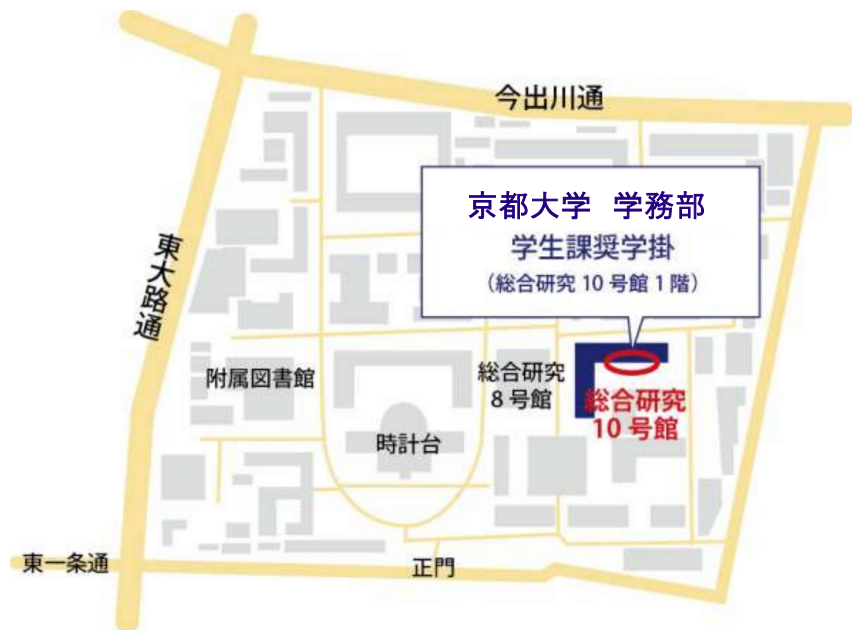 今出川通
京都大学 学務部
学生課奨学掛
（総合研究 10 号館 1 階）
東大路通
附属図書館
総合研究
8 号館
総合研究
10 号館
時計台
東一条通
正門